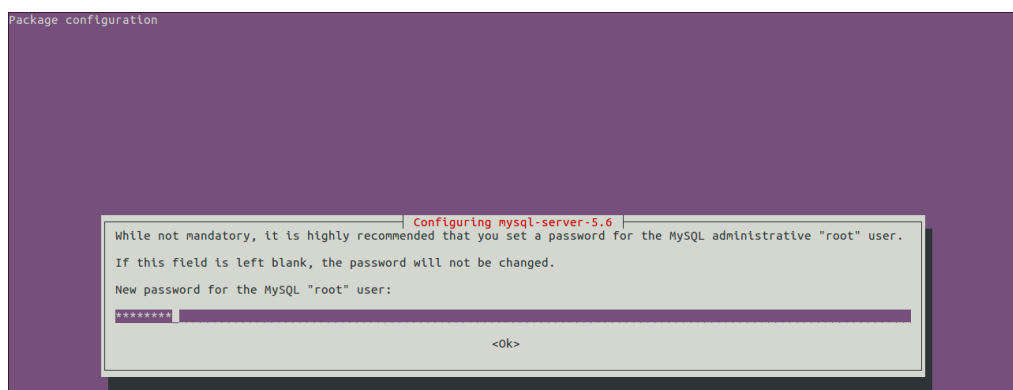 Package configuration
Configuring mysql-server-5.6
While not mandatory, it is highly recommended that you set a password for the MySQL administrative "root" user.
If this field is left blank, the password will not be changed.
New password for the MySQL "root" user:
********_
<Ok>